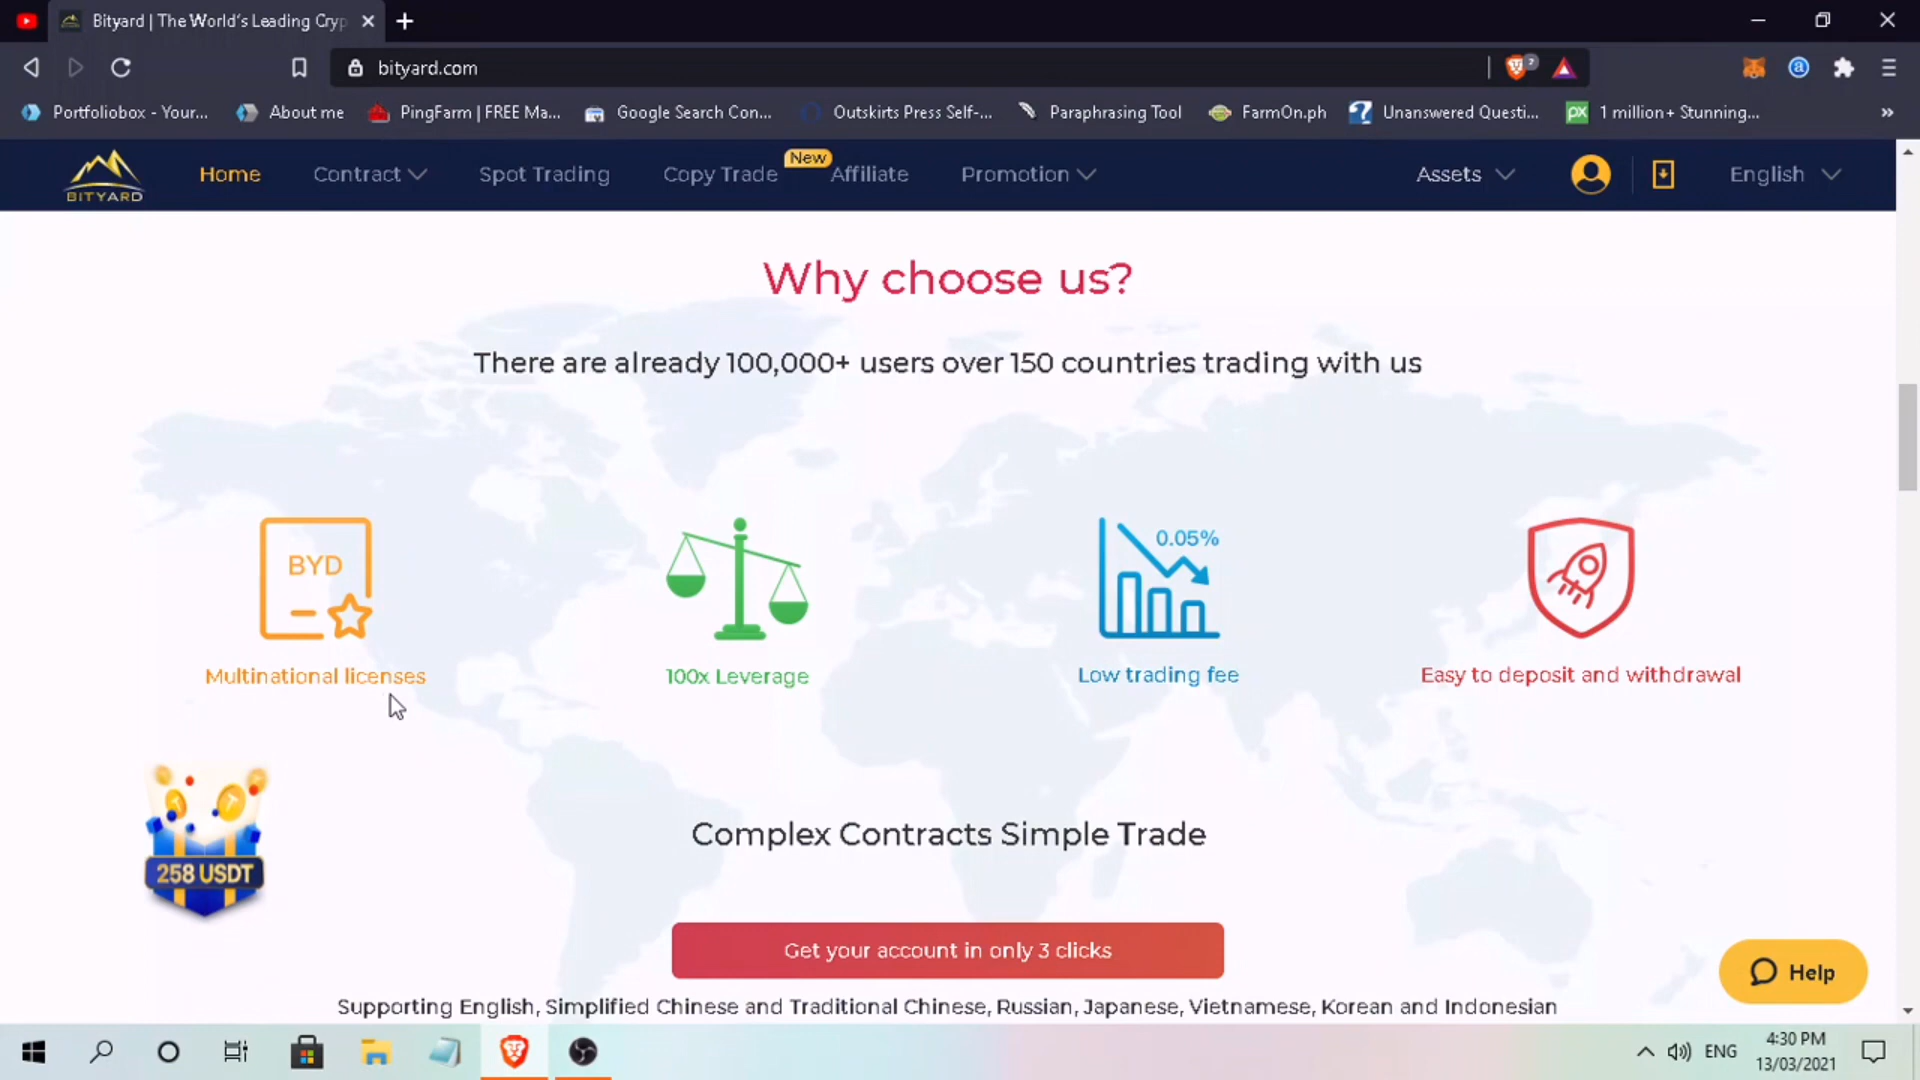 Bityard | The World's Leading Cryp
bityard.com
2
Portfoliobox - Your...
About me
PingFarm | FREE Ma...
Google Search Con...
Outskirts Press Self-...
Paraphrasing Tool
FarmOn.ph
Unanswered Questi...
px
1 million+ Stunning...
BITYARD
Home
Contract
Spot Trading
Copy Trade
New
Affiliate
Promotion
Assets
English
Why choose us?
There are already 100,000+ users over 150 countries trading with us
BYD
0.05%
Multinational licenses
100x Leverage
Low trading fee
Easy to deposit and withdrawal
258 USDT
Complex Contracts Simple Trade
Get your account in only 3 clicks
Help
Supporting English, Simplified Chinese and Traditional Chinese, Russian, Japanese, Vietnamese, Korean and Indonesian
ENG
4:30 PM
13/03/2021